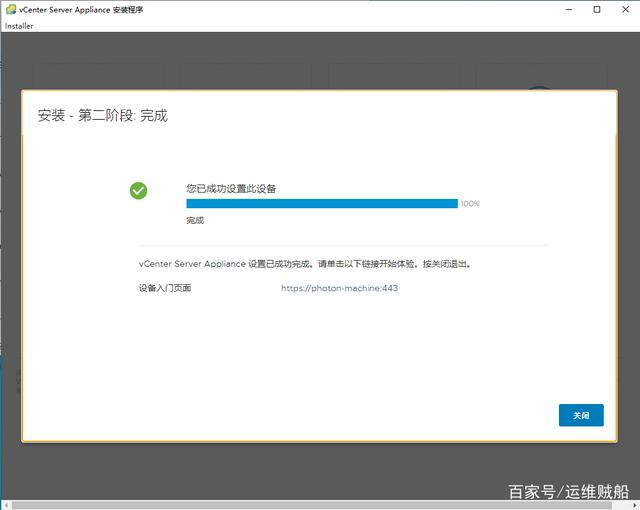 vCenter Server Appliance 安装程序
Installer
安装 - 第二阶段: 完成
您已成功设置此设备
100%
完成
vCenter Server Appliance 设置已成功完成。请单击以下链接开始体验。按关闭退出。
设备入门页面 https://photon-machine:443
关闭
百家号/运维贼船